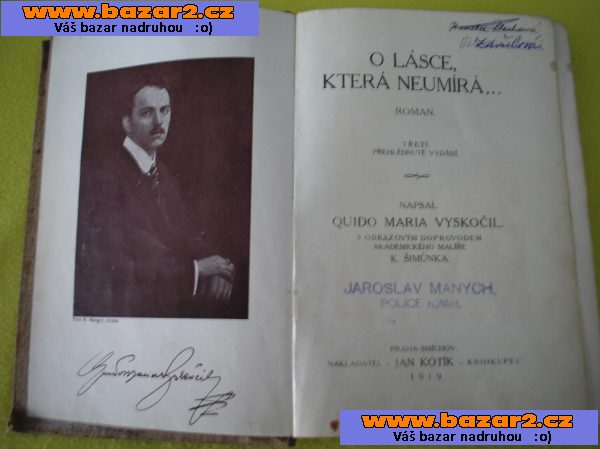 www.bazar2.cz
Váš bazar nadruhou :o)
O LÁSCE,
KTERÁ NEUMÍRÁ...
ROMAN.
TŘETÍ,
PŘEHLÉDNUTÉ VYDÁNÍ.
NAPSAL
QUIDO MARIA VYSKOČIL.
S OBRAZOVÝM DOPROVODEM
AKADEMICKÉHO MALÍŘE
K. ŠIMŮNKA.
JAROSLAV MANYCH,
POLICE n./Met.
PRAHA-SMÍCHOV.
NAKLADATEL - JAN KOTÍK - KNIHKUPEC
1919
www.bazar2.cz
Váš bazar nadruhou :o)